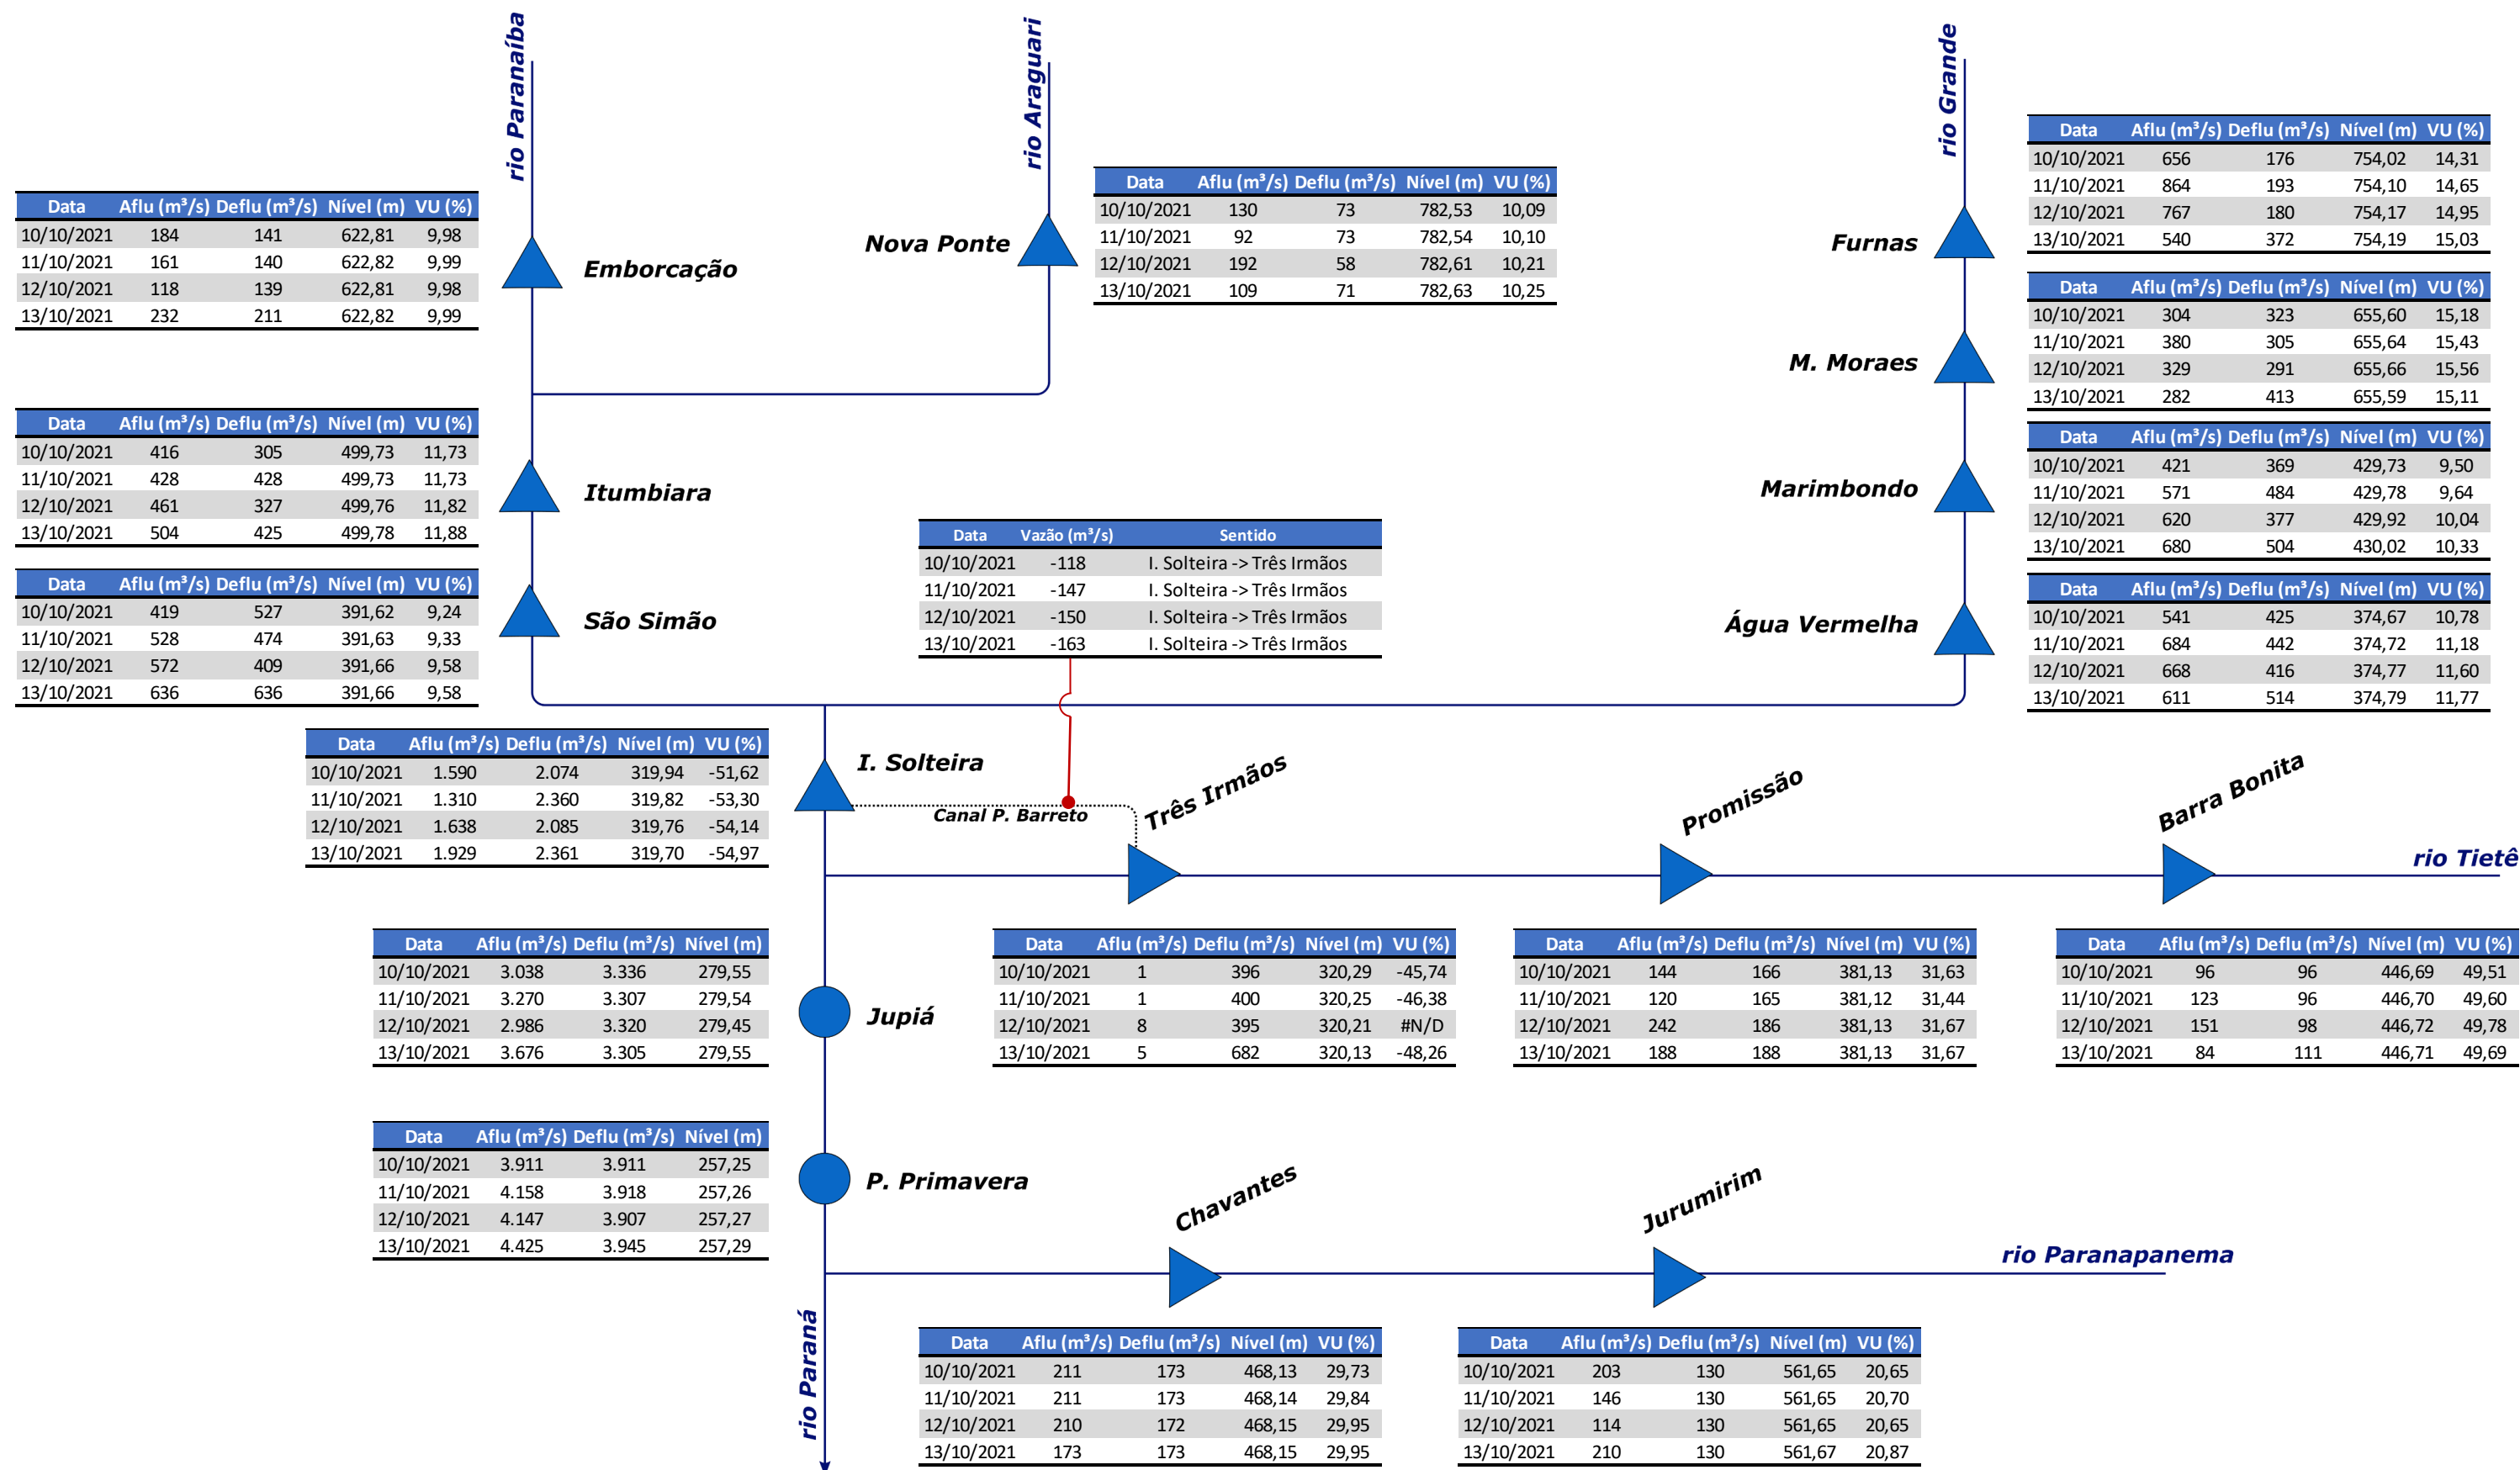 rio Paranaíba
rio Araguari
rio Grande
Data Aflu (m³/s) Deflu (m³/s) Nível (m) VU (%)
10/10/2021 656 176 754,02 14,31
11/10/2021 864 193 754,10 14,65
12/10/2021 767 180 754,17 14,95
13/10/2021 540 372 754,19 15,03
Furnas
Data Aflu (m³/s) Deflu (m³/s) Nível (m) VU (%)
10/10/2021 130 73 782,53 10,09
11/10/2021 92 73 782,54 10,10
12/10/2021 192 58 782,61 10,21
13/10/2021 109 71 782,63 10,25
Nova Ponte
Data Aflu (m³/s) Deflu (m³/s) Nível (m) VU (%)
10/10/2021 184 141 622,81 9,98
11/10/2021 161 140 622,82 9,99
12/10/2021 118 139 622,81 9,98
13/10/2021 232 211 622,82 9,99
Emborcação
Data Aflu (m³/s) Deflu (m³/s) Nível (m) VU (%)
10/10/2021 304 323 655,60 15,18
11/10/2021 380 305 655,64 15,43
12/10/2021 329 291 655,66 15,56
13/10/2021 282 413 655,59 15,11
M. Moraes
Data Aflu (m³/s) Deflu (m³/s) Nível (m) VU (%)
10/10/2021 416 305 499,73 11,73
11/10/2021 428 428 499,73 11,73
12/10/2021 461 327 499,76 11,82
13/10/2021 504 425 499,78 11,88
Itumbiara
Data Aflu (m³/s) Deflu (m³/s) Nível (m) VU (%)
10/10/2021 421 369 429,73 9,50
11/10/2021 571 484 429,78 9,64
12/10/2021 620 377 429,92 10,04
13/10/2021 680 504 430,02 10,33
Marimbondo
Data Vazão (m³/s) Sentido
10/10/2021 -118 I. Solteira -> Três Irmãos
11/10/2021 -147 I. Solteira -> Três Irmãos
12/10/2021 -150 I. Solteira -> Três Irmãos
13/10/2021 -163 I. Solteira -> Três Irmãos
Data Aflu (m³/s) Deflu (m³/s) Nível (m) VU (%)
10/10/2021 419 527 391,62 9,24
11/10/2021 528 474 391,63 9,33
12/10/2021 572 409 391,66 9,58
13/10/2021 636 636 391,66 9,58
São Simão
Data Aflu (m³/s) Deflu (m³/s) Nível (m) VU (%)
10/10/2021 541 425 374,67 10,78
11/10/2021 684 442 374,72 11,18
12/10/2021 668 416 374,77 11,60
13/10/2021 611 514 374,79 11,77
Água Vermelha
Data Aflu (m³/s) Deflu (m³/s) Nível (m) VU (%)
10/10/2021 1.590 2.074 319,94 -51,62
11/10/2021 1.310 2.360 319,82 -53,30
12/10/2021 1.638 2.085 319,76 -54,14
13/10/2021 1.929 2.361 319,70 -54,97
I. Solteira
Canal P. Barreto
Três Irmãos
Promissão
Barra Bonita
rio Tietê
Data Aflu (m³/s) Deflu (m³/s) Nível (m)
10/10/2021 3.038 3.336 279,55
11/10/2021 3.270 3.307 279,54
12/10/2021 2.986 3.320 279,45
13/10/2021 3.676 3.305 279,55
Jupiá
Data Aflu (m³/s) Deflu (m³/s) Nível (m) VU (%)
10/10/2021 1 396 320,29 -45,74
11/10/2021 1 400 320,25 -46,38
12/10/2021 8 395 320,21 #N/D
13/10/2021 5 682 320,13 -48,26
Data Aflu (m³/s) Deflu (m³/s) Nível (m) VU (%)
10/10/2021 144 166 381,13 31,63
11/10/2021 120 165 381,12 31,44
12/10/2021 242 186 381,13 31,67
13/10/2021 188 188 381,13 31,67
Data Aflu (m³/s) Deflu (m³/s) Nível (m) VU (%)
10/10/2021 96 96 446,69 49,51
11/10/2021 123 96 446,70 49,60
12/10/2021 151 98 446,72 49,78
13/10/2021 84 111 446,71 49,69
Data Aflu (m³/s) Deflu (m³/s) Nível (m)
10/10/2021 3.911 3.911 257,25
11/10/2021 4.158 3.918 257,26
12/10/2021 4.147 3.907 257,27
13/10/2021 4.425 3.945 257,29
P. Primavera
Chavantes
Jurumirim
rio Paranapanema
rio Paraná
Data Aflu (m³/s) Deflu (m³/s) Nível (m) VU (%)
10/10/2021 211 173 468,13 29,73
11/10/2021 211 173 468,14 29,84
12/10/2021 210 172 468,15 29,95
13/10/2021 173 173 468,15 29,95
Data Aflu (m³/s) Deflu (m³/s) Nível (m) VU (%)
10/10/2021 203 130 561,65 20,65
11/10/2021 146 130 561,65 20,70
12/10/2021 114 130 561,65 20,65
13/10/2021 210 130 561,67 20,87